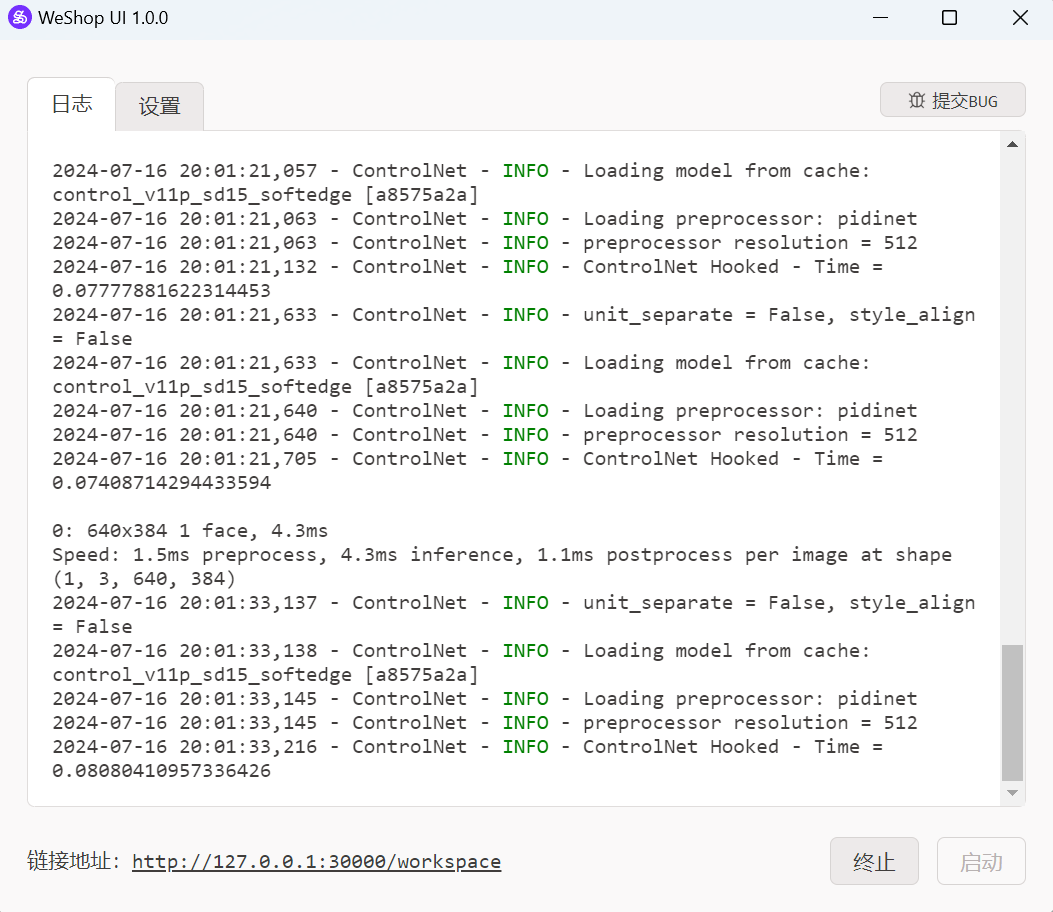 WeShop UI 1.0.0
日志
设置
提交BUG
2024-07-16 20:01:21,057 - ControlNet - INFO - Loading model from cache:
control_v11p_sd15_softedge [a8575a2a]
2024-07-16 20:01:21,063 - ControlNet - INFO - Loading preprocessor: pidinet
2024-07-16 20:01:21,063 - ControlNet - INFO - preprocessor resolution = 512
2024-07-16 20:01:21,132 - ControlNet - INFO - ControlNet Hooked - Time =
0.07777881622314453
2024-07-16 20:01:21,633 - ControlNet - INFO - unit_separate = False, style_align
= False
2024-07-16 20:01:21,633 - ControlNet - INFO - Loading model from cache:
control_v11p_sd15_softedge [a8575a2a]
2024-07-16 20:01:21,640 - ControlNet - INFO - Loading preprocessor: pidinet
2024-07-16 20:01:21,640 - ControlNet - INFO - preprocessor resolution = 512
2024-07-16 20:01:21,705 - ControlNet - INFO - ControlNet Hooked - Time =
0.07408714294433594
0: 640x384 1 face, 4.3ms
Speed: 1.5ms preprocess, 4.3ms inference, 1.1ms postprocess per image at shape
(1, 3, 640, 384)
2024-07-16 20:01:33,137 - ControlNet - INFO - unit_separate = False, style_align
= False
2024-07-16 20:01:33,138 - ControlNet - INFO - Loading model from cache:
control_v11p_sd15_softedge [a8575a2a]
2024-07-16 20:01:33,145 - ControlNet - INFO - Loading preprocessor: pidinet
2024-07-16 20:01:33,145 - ControlNet - INFO - preprocessor resolution = 512
2024-07-16 20:01:33,216 - ControlNet - INFO - ControlNet Hooked - Time =
0.08080410957336426
链接地址: http://127.0.0.1:30000/workspace
终止
启动